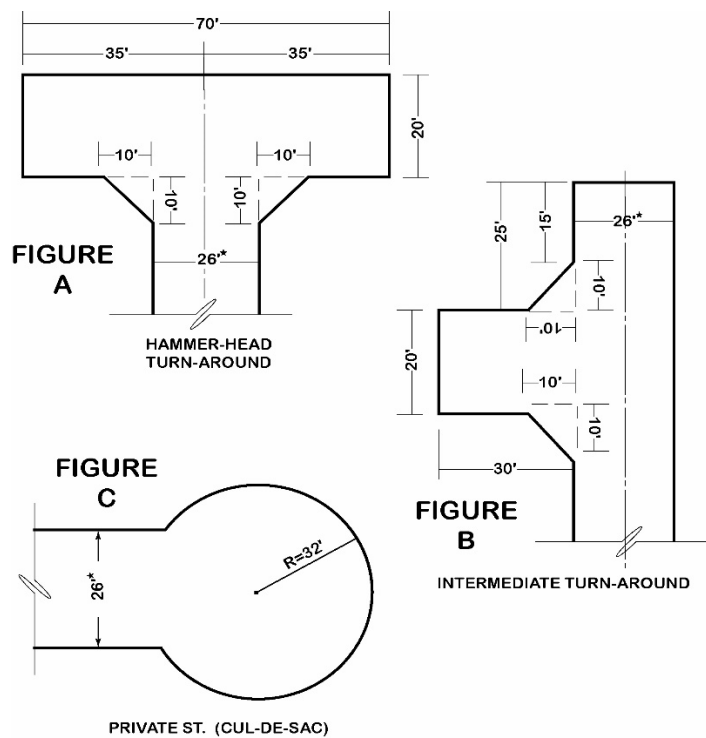 70'
35' 35'
20'
10' 10'
10' 10'
26'*
FIGURE
A
HAMMER-HEAD
TURN-AROUND
25' 15' 26'*
10'
10'
20'
10'
10'
30'
FIGURE
B
INTERMEDIATE TURN-AROUND
FIGURE
C
R=32'
26'*
PRIVATE ST. (CUL-DE-SAC)